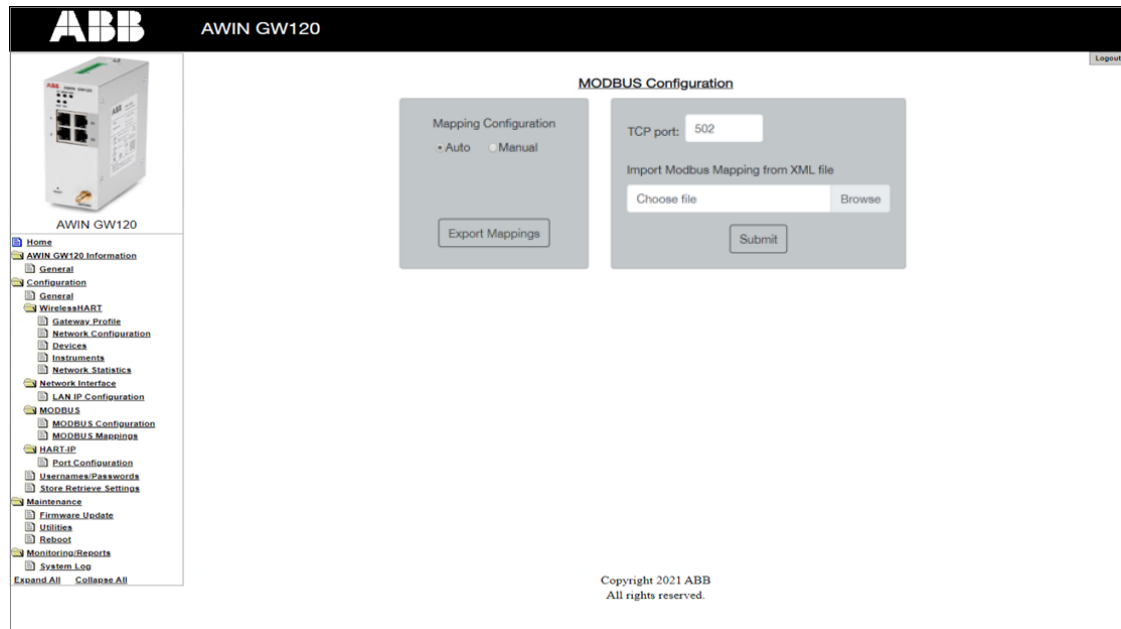 ABB
AWIN GW120
Logout
AWIN GW120
Home
AWIN GW120 Information
General
Configuration
General
WirelessHART
Gateway Profile
Network Configuration
Devices
Instruments
Network Statistics
Network Interface
LAN IP Configuration
MODBUS
MODBUS Configuration
MODBUS Mappings
HART-IP
Port Configuration
Usernames/Passwords
Store Retrieve Settings
Maintenance
Firmware Update
Utilities
Reboot
Monitoring/Reports
System Log
Expand All Collapse All
MODBUS Configuration
Mapping Configuration
Auto Manual
Export Mappings
TCP port: 502
Import Modbus Mapping from XML file
Choose file Browse
Submit
Copyright 2021 ABB
All rights reserved.